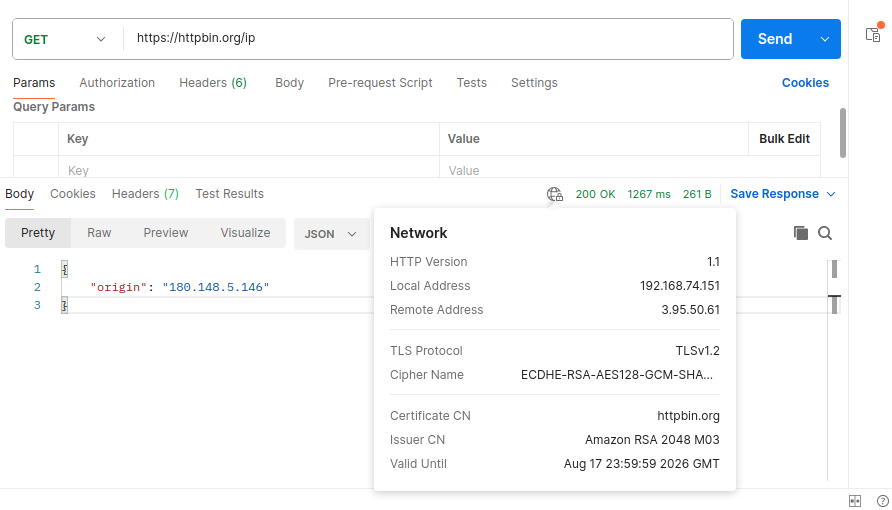 GET https://httpbin.org/ip Send
Params Authorization Headers (6) Body Pre-request Script Tests Settings Cookies
Query Params
Key Value Bulk Edit
Key Value
Body Cookies Headers (7) Test Results 200 OK 1267 ms 261 B Save Response
Pretty Raw Preview Visualize JSON
1 {
2 "origin": "180.148.5.146"
3 }
Network
HTTP Version 1.1
Local Address 192.168.74.151
Remote Address 3.95.50.61
TLS Protocol TLSv1.2
Cipher Name ECDHE-RSA-AES128-GCM-SHA...
Certificate CN httpbin.org
Issuer CN Amazon RSA 2048 M03
Valid Until Aug 17 23:59:59 2026 GMT